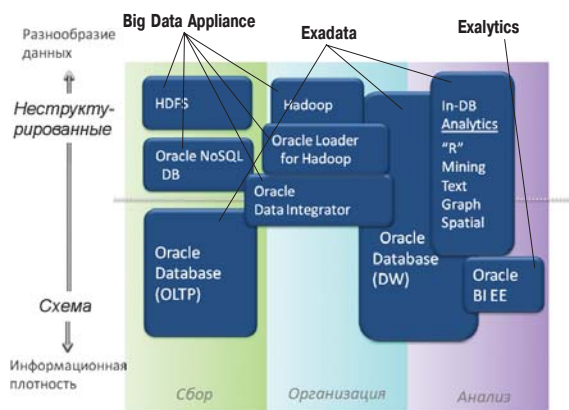 Big Data Appliance
Exadata
Exalytics
Разнообразие
данных
Неструкту-
рированные
Схема
Информационная
плотность
HDFS
Oracle NoSQL
DB
Oracle
Database
(OLTP)
Hadoop
Oracle Loader
for Hadoop
Oracle
Data Integrator
Oracle
Database
(DW)
In-DB
Analytics
“R”
Mining
Text
Graph
Spatial
Oracle
BI EE
Сбор
Организация
Анализ